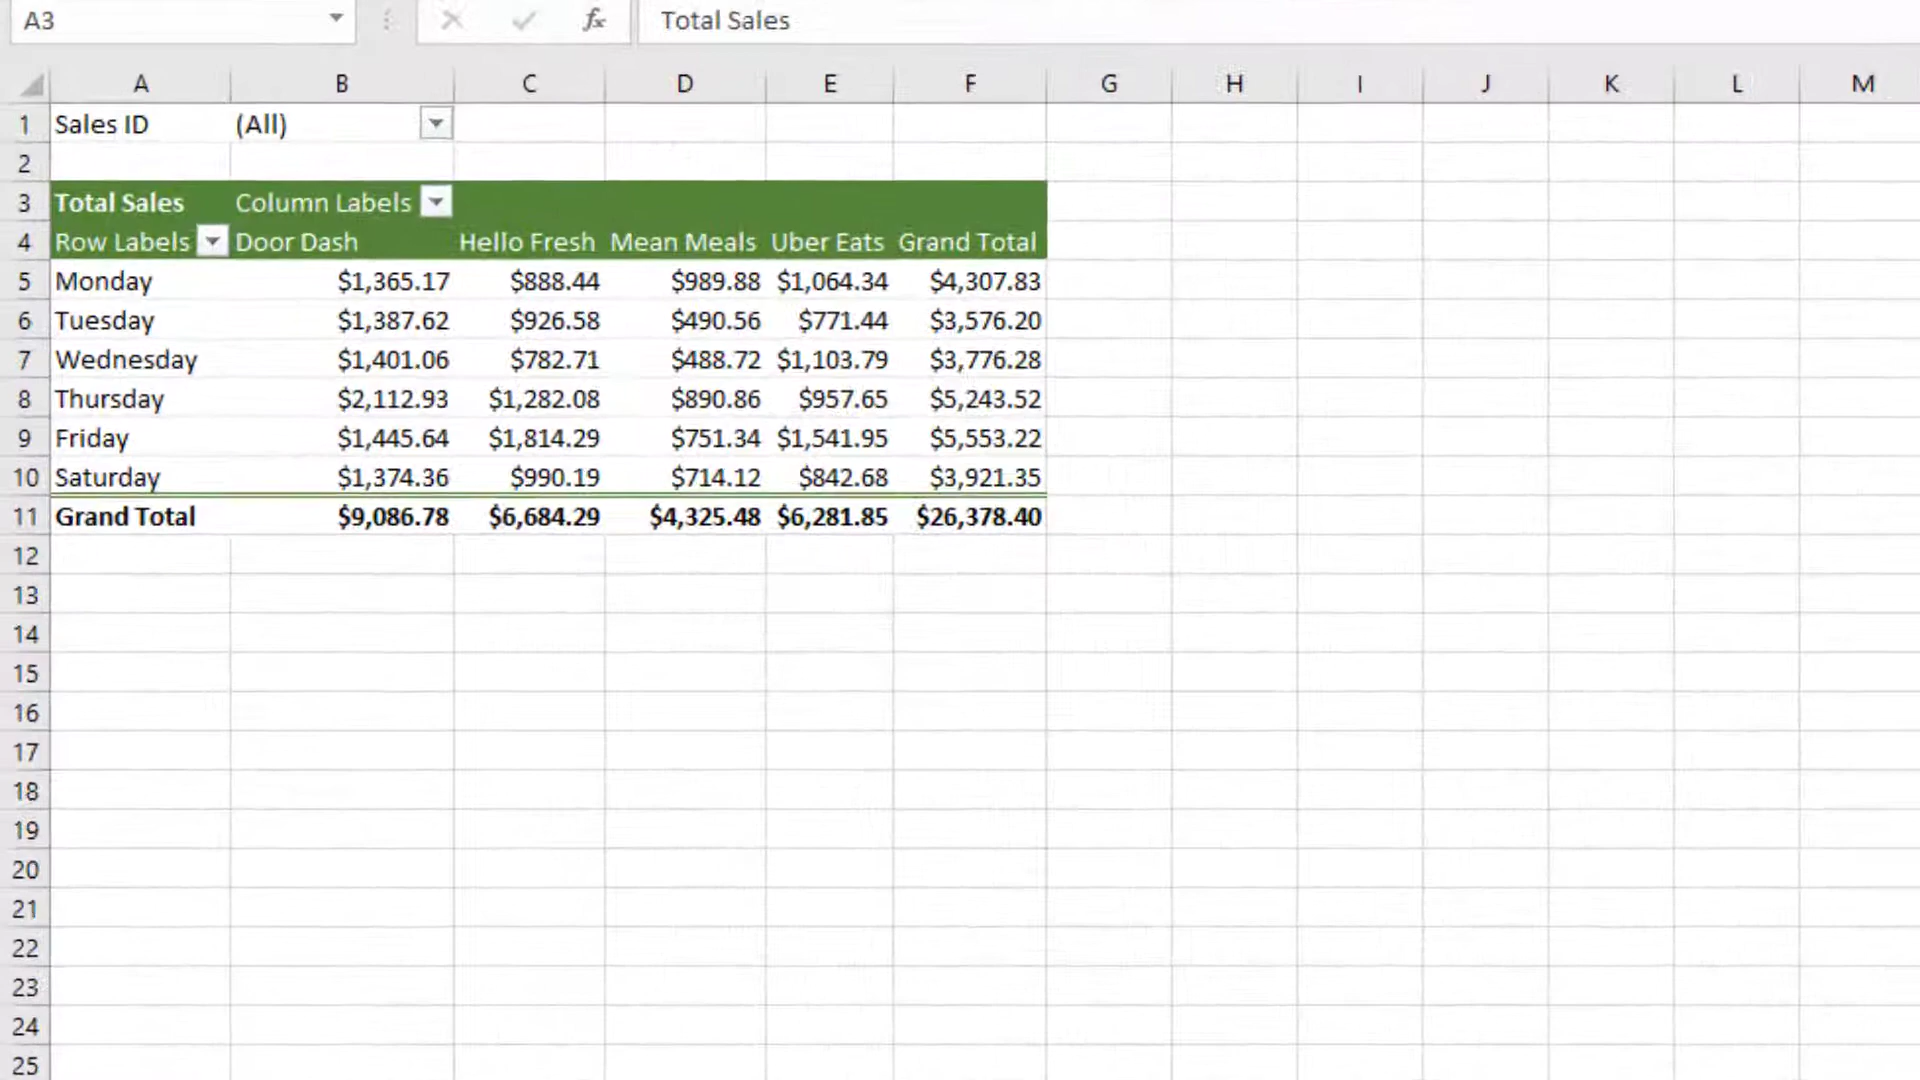 A3 fx Total Sales
A B C D E F G H I J K L M
1 Sales ID (All)
2
3 Total Sales Column Labels
4 Row Labels Door Dash Hello Fresh Mean Meals Uber Eats Grand Total
5 Monday $1,365.17 $888.44 $989.88 $1,064.34 $4,307.83
6 Tuesday $1,387.62 $926.58 $490.56 $771.44 $3,576.20
7 Wednesday $1,401.06 $782.71 $488.72 $1,103.79 $3,776.28
8 Thursday $2,112.93 $1,282.08 $890.86 $957.65 $5,243.52
9 Friday $1,445.64 $1,814.29 $751.34 $1,541.95 $5,553.22
10 Saturday $1,374.36 $990.19 $714.12 $842.68 $3,921.35
11 Grand Total $9,086.78 $6,684.29 $4,325.48 $6,281.85 $26,378.40
12
13
14
15
16
17
18
19
20
21
22
23
24
25